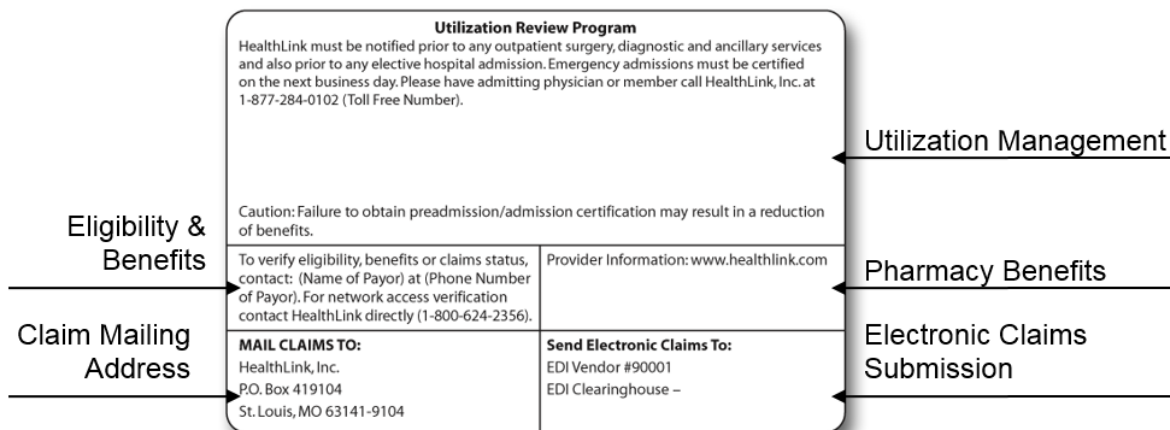 Utilization Review Program
HealthLink must be notified prior to any outpatient surgery, diagnostic and ancillary services
and also prior to any elective hospital admission. Emergency admissions must be certified
on the next business day. Please have admitting physician or member call HealthLink, Inc. at
1-877-284-0102 (Toll Free Number).
Utilization Management
Caution: Failure to obtain preadmission/admission certification may result in a reduction
of benefits.
Eligibility &
Benefits
To verify eligibility, benefits or claims status,
contact: (Name of Payor) at (Phone Number
of Payor). For network access verification
contact HealthLink directly (1-800-624-2356).
Provider Information: www.healthlink.com
Pharmacy Benefits
Claim Mailing
Address
MAIL CLAIMS TO:
HealthLink, Inc.
P.O. Box 419104
St. Louis, MO 63141-9104
Send Electronic Claims To:
EDI Vendor #90001
EDI Clearinghouse –
Electronic Claims
Submission